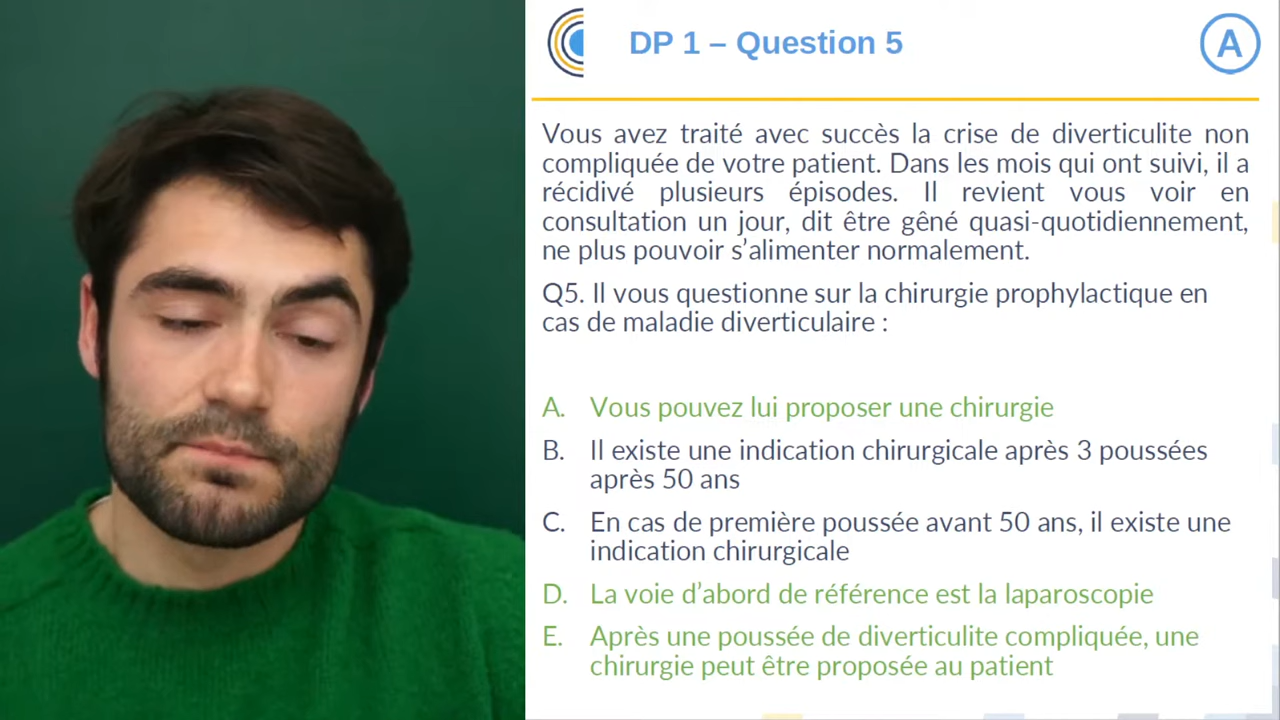 DP 1 – Question 5
A
Vous avez traité avec succès la crise de diverticulite non
compliquée de votre patient. Dans les mois qui ont suivi, il a
récidivé plusieurs épisodes. Il revient vous voir en
consultation un jour, dit être gêné quasi-quotidiennement,
ne plus pouvoir s’alimenter normalement.
Q5. Il vous questionne sur la chirurgie prophylactique en
cas de maladie diverticulaire :
A. Vous pouvez lui proposer une chirurgie
B. Il existe une indication chirurgicale après 3 poussées
après 50 ans
C. En cas de première poussée avant 50 ans, il existe une
indication chirurgicale
D. La voie d’abord de référence est la laparoscopie
E. Après une poussée de diverticulite compliquée, une
chirurgie peut être proposée au patient